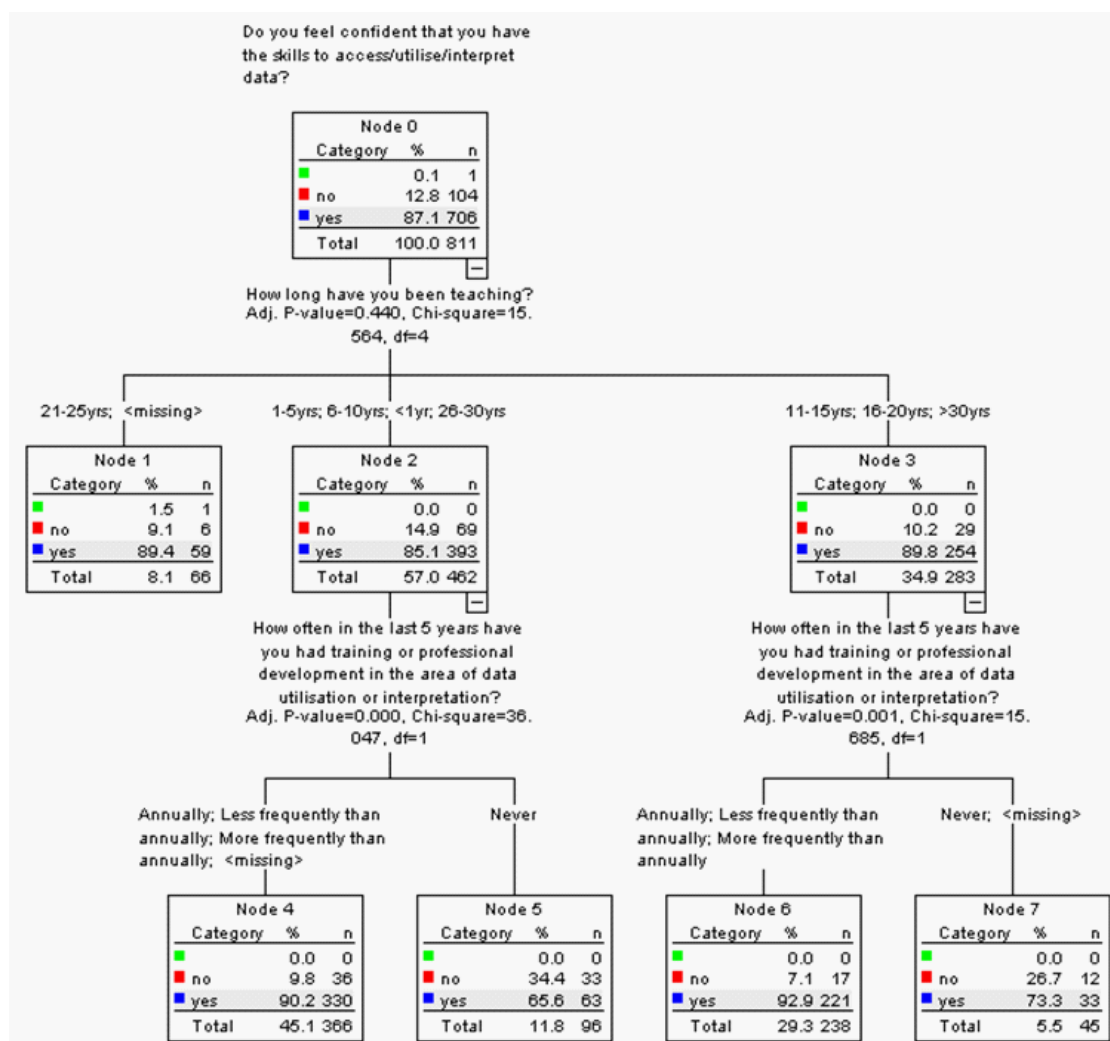 Do you feel confident that you have
the skills to access/utilise/interpret
data?
Node 0
Category % n
0.1 1
no 12.8 104
yes 87.1 706
Total 100.0 811
How long have you been teaching?
Adj. P-value=0.440, Chi-square=15.
564, df=4
21-25yrs; <missing>
1-5yrs; 6-10yrs; <1yr; 26-30yrs
11-15yrs; 16-20yrs; >30yrs
Node 1
Category % n
1.5 1
no 9.1 6
yes 89.4 59
Total 8.1 66
Node 2
Category % n
0.0 0
no 14.9 69
yes 85.1 393
Total 57.0 462
Node 3
Category % n
0.0 0
no 10.2 29
yes 89.8 254
Total 34.9 283
How often in the last 5 years have
you had training or professional
development in the area of data
utilisation or interpretation?
Adj. P-value=0.000, Chi-square=36.
047, df=1
How often in the last 5 years have
you had training or professional
development in the area of data
utilisation or interpretation?
Adj. P-value=0.001, Chi-square=15.
685, df=1
Annually; Less frequently than
annually; More frequently than
annually; <missing>
Never
Annually; Less frequently than
annually; More frequently than
annually
Never; <missing>
Node 4
Category % n
0.0 0
no 9.8 36
yes 90.2 330
Total 45.1 366
Node 5
Category % n
0.0 0
no 34.4 33
yes 65.6 63
Total 11.8 96
Node 6
Category % n
0.0 0
no 7.1 17
yes 92.9 221
Total 29.3 238
Node 7
Category % n
0.0 0
no 26.7 12
yes 73.3 33
Total 5.5 45